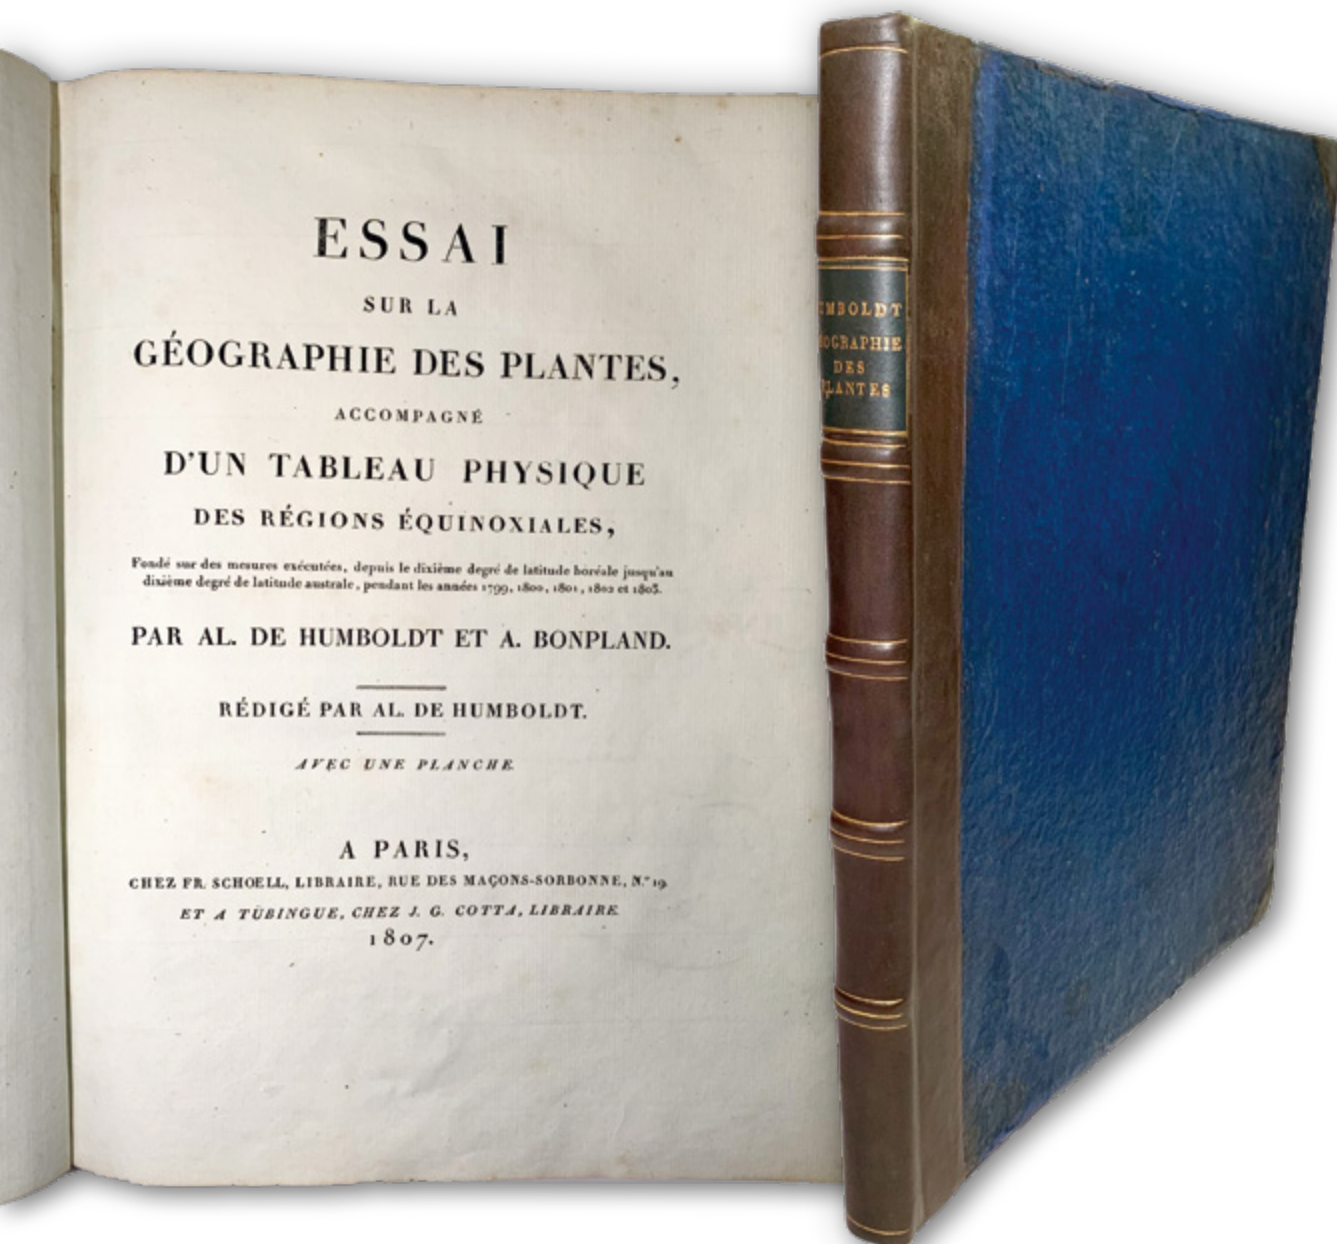 ESSAI
SUR LA
GÉOGRAPHIE DES PLANTES,
ACCOMPAGNÉ
D'UN TABLEAU PHYSIQUE
DES RÉGIONS ÉQUINOXIALES,
Fondé sur des mesures exécutées, depuis le dixième degré de latitude boréale jusqu'au
dixième degré de latitude australe, pendant les années 1799, 1800, 1801, 1802 et 1803.
PAR AL. DE HUMBOLDT ET A. BONPLAND.
RÉDIGÉ PAR AL. DE HUMBOLDT.
AVEC UNE PLANCHE
A PARIS,
CHEZ FR. SCHOELL, LIBRAIRE, RUE DES MAÇONS-SORBONNE, N.° 19
ET A TÜBINGUE, CHEZ J. G. COTTA, LIBRAIRE
1807.
UMBOLDT
OGRAPHIE
DES
PLANTES